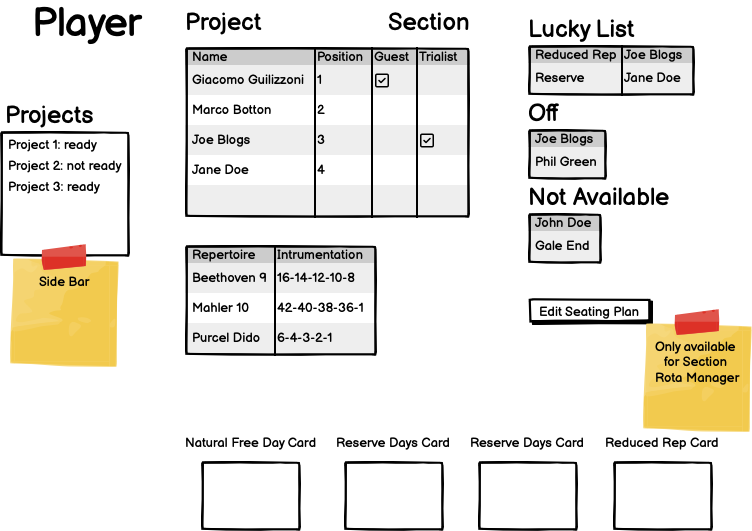 Player
Projects
Project 1: ready
Project 2: not ready
Project 3: ready
Side Bar
Project Section
Name Position Guest Trialist
Giacomo Guilizzoni 1
Marco Botton 2
Joe Blogs 3
Jane Doe 4
Repertoire Intrumentation
Beethoven 9 16-14-12-10-8
Mahler 10 42-40-38-36-1
Purcel Dido 6-4-3-2-1
Lucky List
Reduced Rep Joe Blogs
Reserve Jane Doe
Off
Joe Blogs
Phil Green
Not Available
John Doe
Gale End
Edit Seating Plan
Only available
for Section
Rota Manager
Natural Free Day Card Reserve Days Card Reserve Days Card Reduced Rep Card